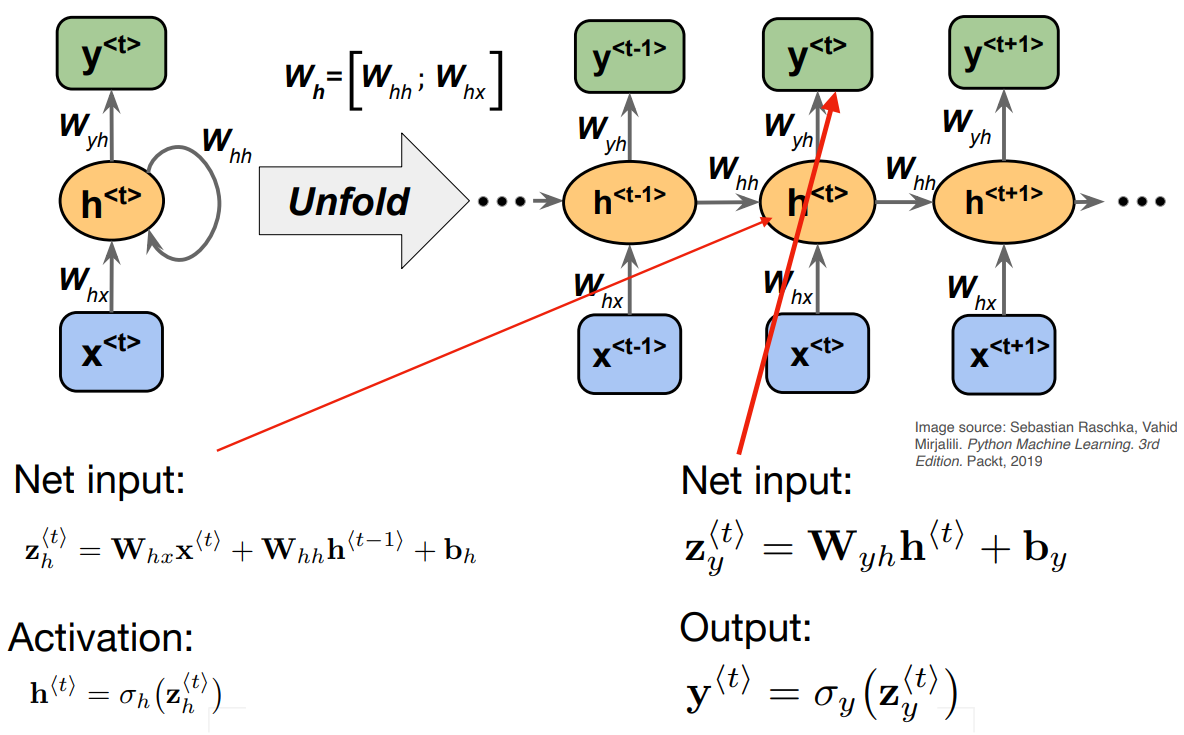 y<t>
W_h=[W_hh ; W_hx]
y<t-1>
y<t>
y<t+1>
W_yh
W_hh
W_yh
W_yh
W_yh
h<t>
Unfold
h<t-1>
W_hh
h<t>
W_hh
h<t+1>
W_hx
W_hx
W_hx
W_hx
x<t>
x<t-1>
x<t>
x<t+1>
Image source: Sebastian Raschka, Vahid
Mirjalili. Python Machine Learning. 3rd
Edition. Packt, 2019
Net input:
z_h^⟨t⟩ = W_hx x^⟨t⟩ + W_hh h^⟨t−1⟩ + b_h
Activation:
h^⟨t⟩ = σ_h(z_h^⟨t⟩)
Net input:
z_y^⟨t⟩ = W_yh h^⟨t⟩ + b_y
Output:
y^⟨t⟩ = σ_y(z_y^⟨t⟩)